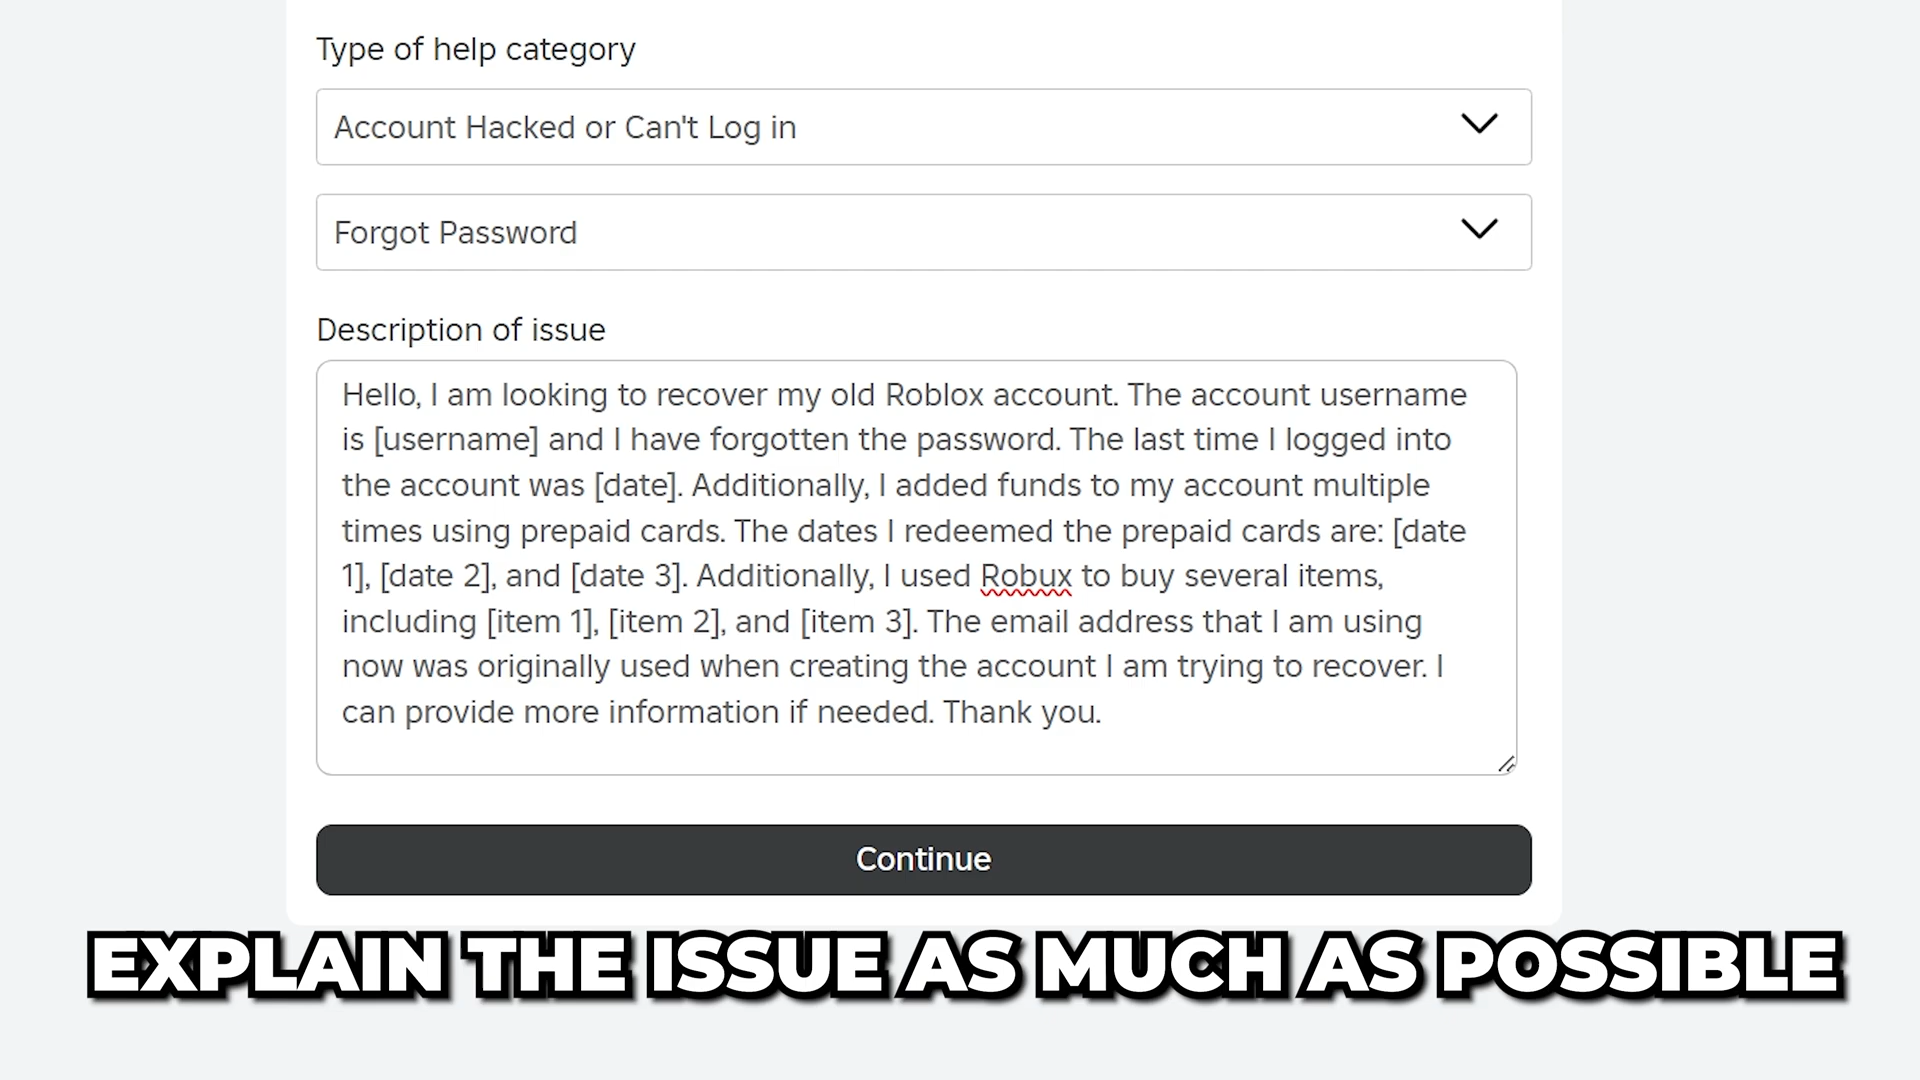 Type of help category
Account Hacked or Can't Log in
Forgot Password
Description of issue
Hello, I am looking to recover my old Roblox account. The account username
is [username] and I have forgotten the password. The last time I logged into
the account was [date]. Additionally, I added funds to my account multiple
times using prepaid cards. The dates I redeemed the prepaid cards are: [date
1], [date 2], and [date 3]. Additionally, I used Robux to buy several items,
including [item 1], [item 2], and [item 3]. The email address that I am using
now was originally used when creating the account I am trying to recover. I
can provide more information if needed. Thank you.
Continue
EXPLAIN THE ISSUE AS MUCH AS POSSIBLE